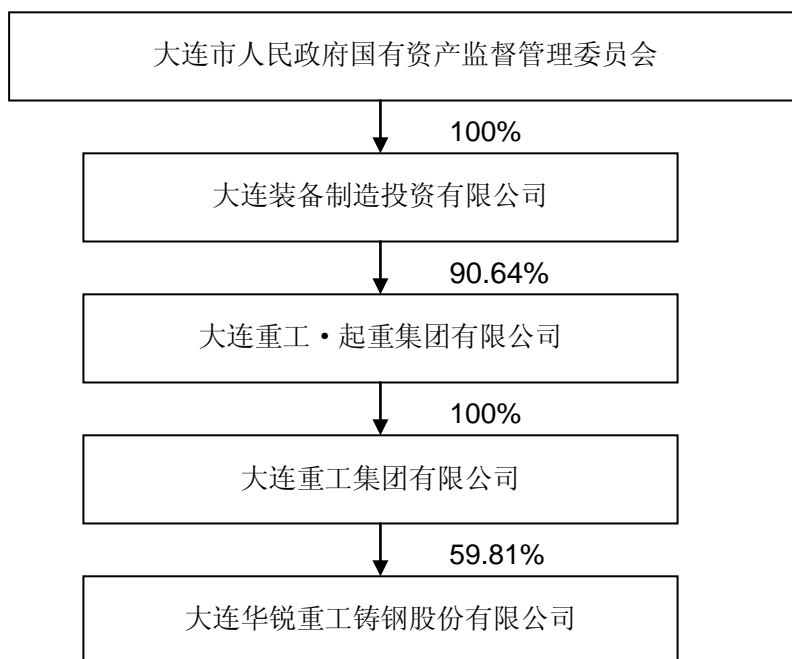 大连市人民政府国有资产监督管理委员会
100%
大连装备制造投资有限公司
90.64%
大连重工·起重集团有限公司
100%
大连重工集团有限公司
59.81%
大连华锐重工铸钢股份有限公司